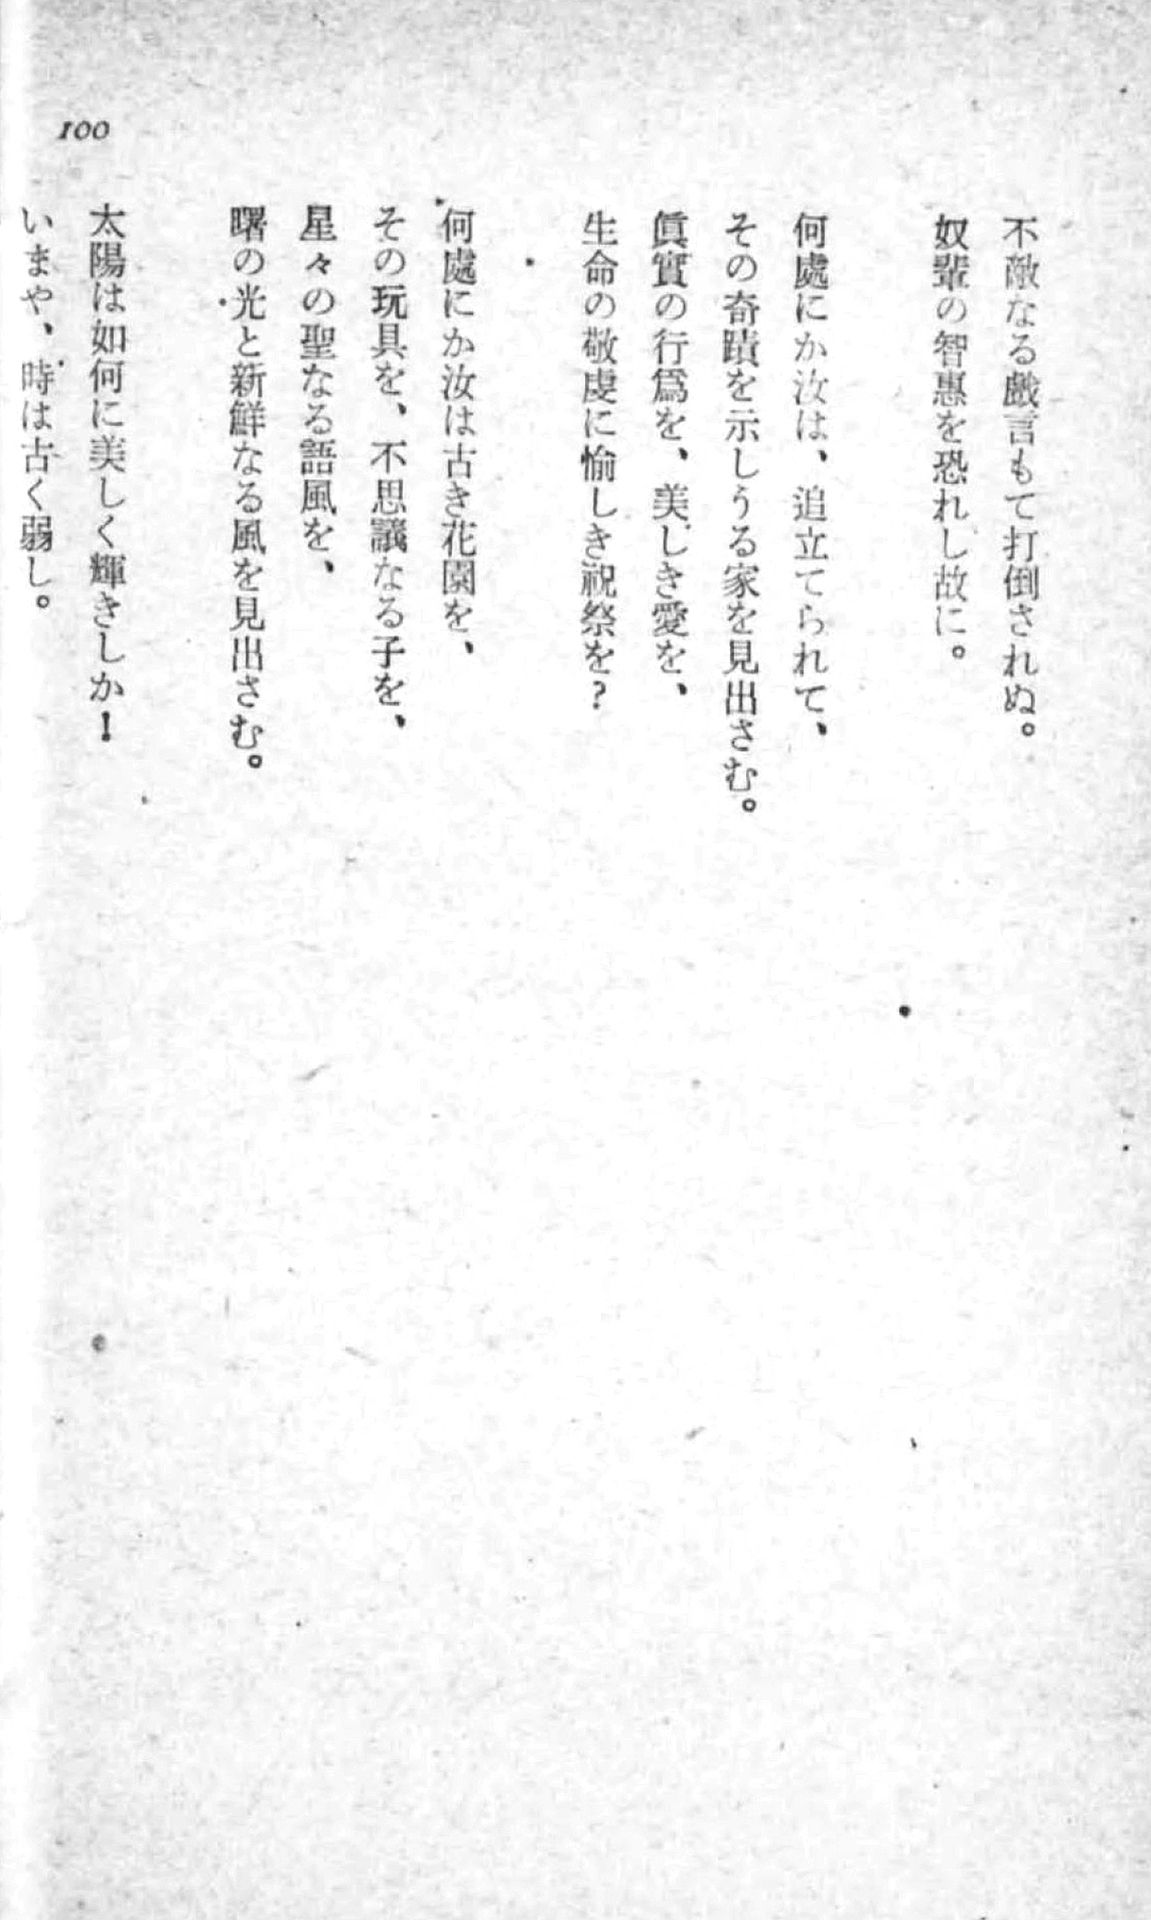 100
不敵なる戯言もて打倒されぬ。
奴輩の智惠を恐れし故に。
何處にか汝は、追立てられて、
その奇蹟を示しうる家を見出さむ。
眞實の行爲を、美しき愛を、
生命の敬虔に愉しき祝祭を?
何處にか汝は古き花園を、
その玩具を、不思議なる子を、
星々の聖なる語風を、
曙の光と新鮮なる風を見出さむ。
太陽は如何に美しく輝きしか!
いまや、時は古く弱し。